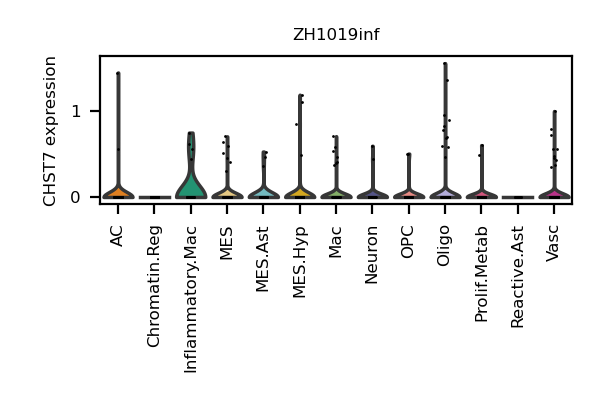 ZH1019inf
CHST7 expression
1
0
AC
Chromatin.Reg
Inflammatory.Mac
MES
MES.Ast
MES.Hyp
Mac
Neuron
OPC
Oligo
Prolif.Metab
Reactive.Ast
Vasc